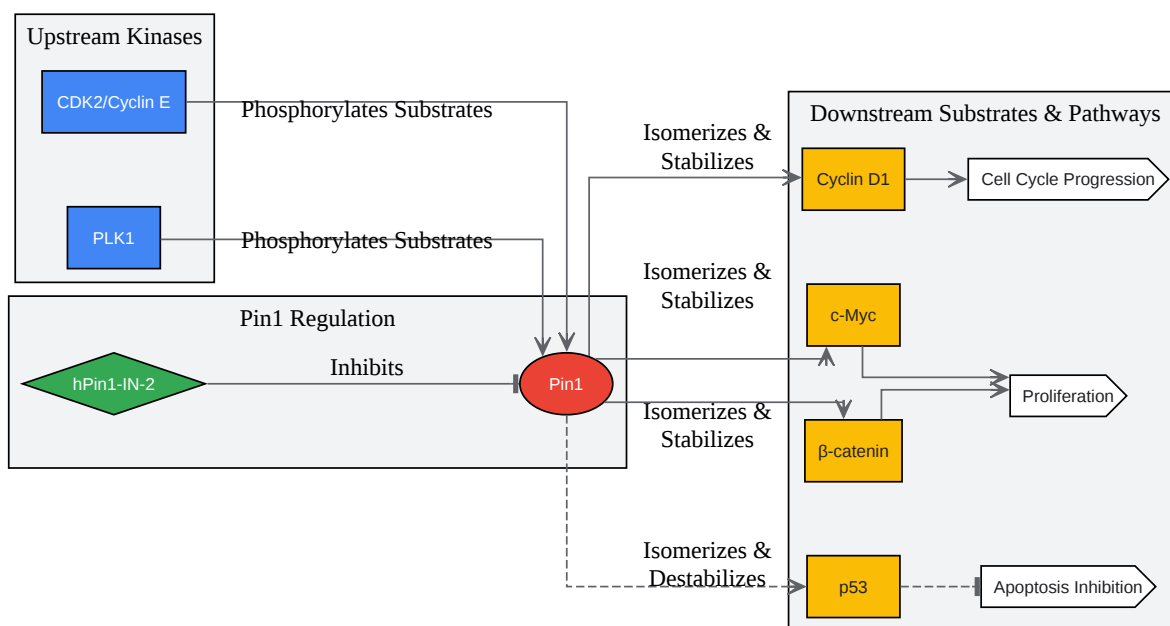 Upstream Kinases
CDK2/Cyclin E
Phosphorylates Substrates
PLK1
Phosphorylates Substrates
Pin1 Regulation
hPin1-IN-2
Inhibits
Pin1
Isomerizes &
Stabilizes
Isomerizes &
Stabilizes
Isomerizes &
Stabilizes
Isomerizes &
Destabilizes
Downstream Substrates & Pathways
Cyclin D1
Cell Cycle Progression
c-Myc
Proliferation
β-catenin
p53
Apoptosis Inhibition